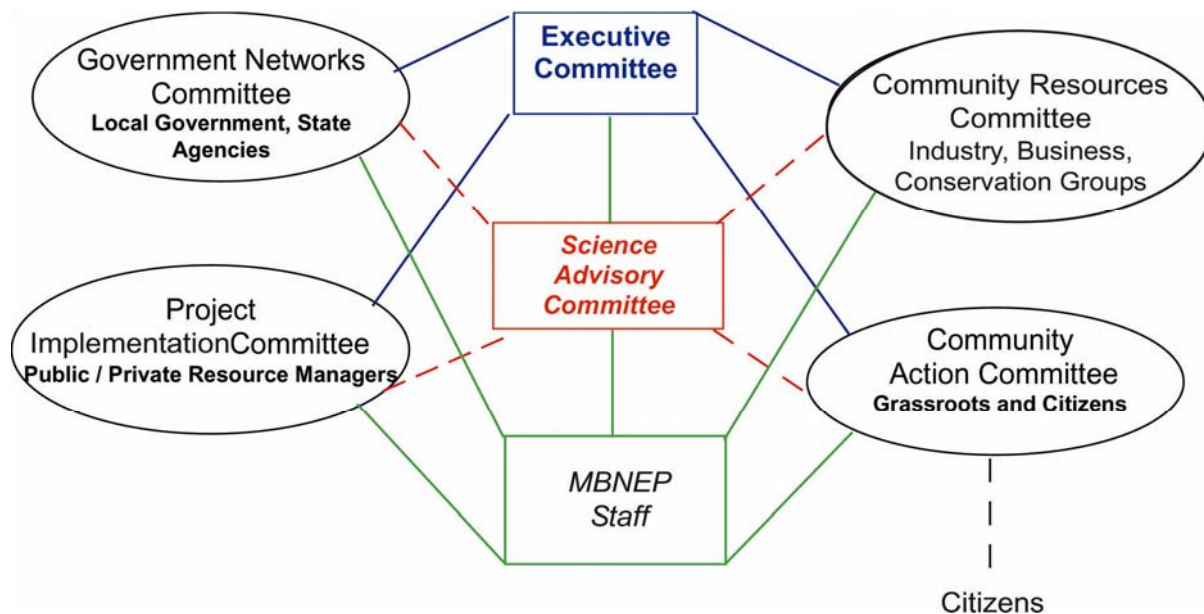 Government Networks
Committee
Local Government, State
Agencies
Executive
Committee
Community Resources
Committee
Industry, Business,
Conservation Groups
Science
Advisory
Committee
Project
ImplementationCommittee
Public / Private Resource Managers
Community
Action Committee
Grassroots and Citizens
MBNEP
Staff
Citizens